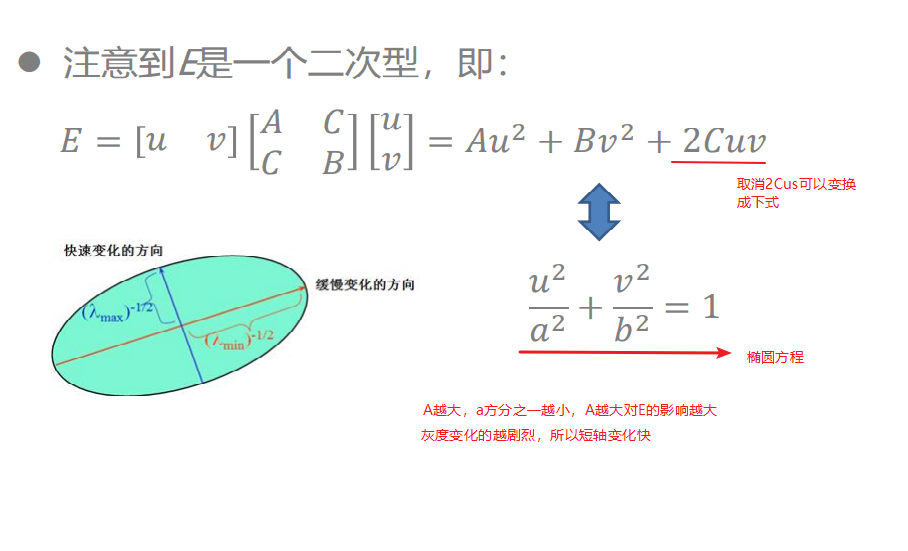 ● 注意到E是一个二次型，即：
E = [u v] [A C C B] [u v] = Au² + Bv² + 2Cuv
取消2Cus可以变换
成下式
快速变化的方向
缓慢变化的方向
(λmax)-1/2
(λmin)-1/2
u²/a² + v²/b² = 1
椭圆方程
A越大，a方分之一越小，A越大对E的影响越大
灰度变化的越剧烈，所以短轴变化快